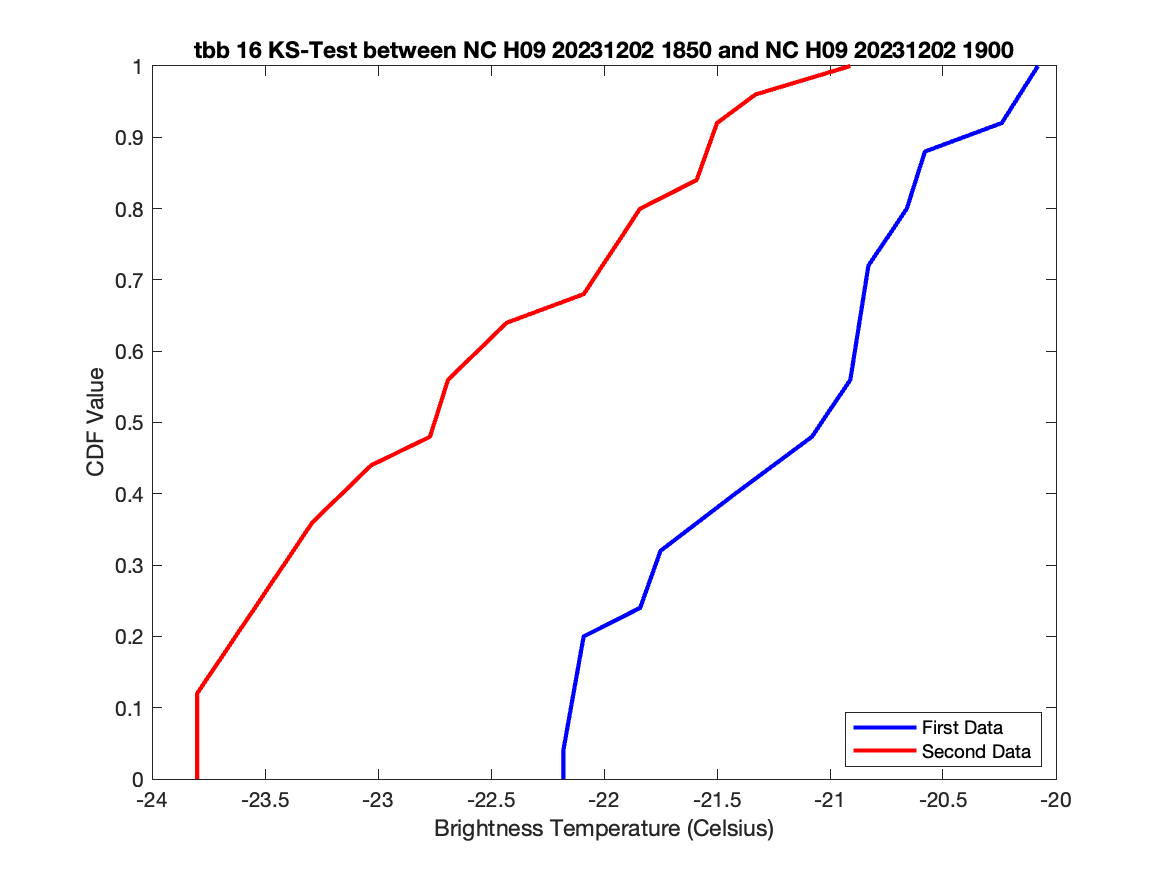 tbb 16 KS-Test between NC H09 20231202 1850 and NC H09 20231202 1900
1
0.9
0.8
0.7
0.6
0.5
0.4
0.3
0.2
0.1
0
CDF Value
First Data
Second Data
-24 -23.5 -23 -22.5 -22 -21.5 -21 -20.5 -20
Brightness Temperature (Celsius)